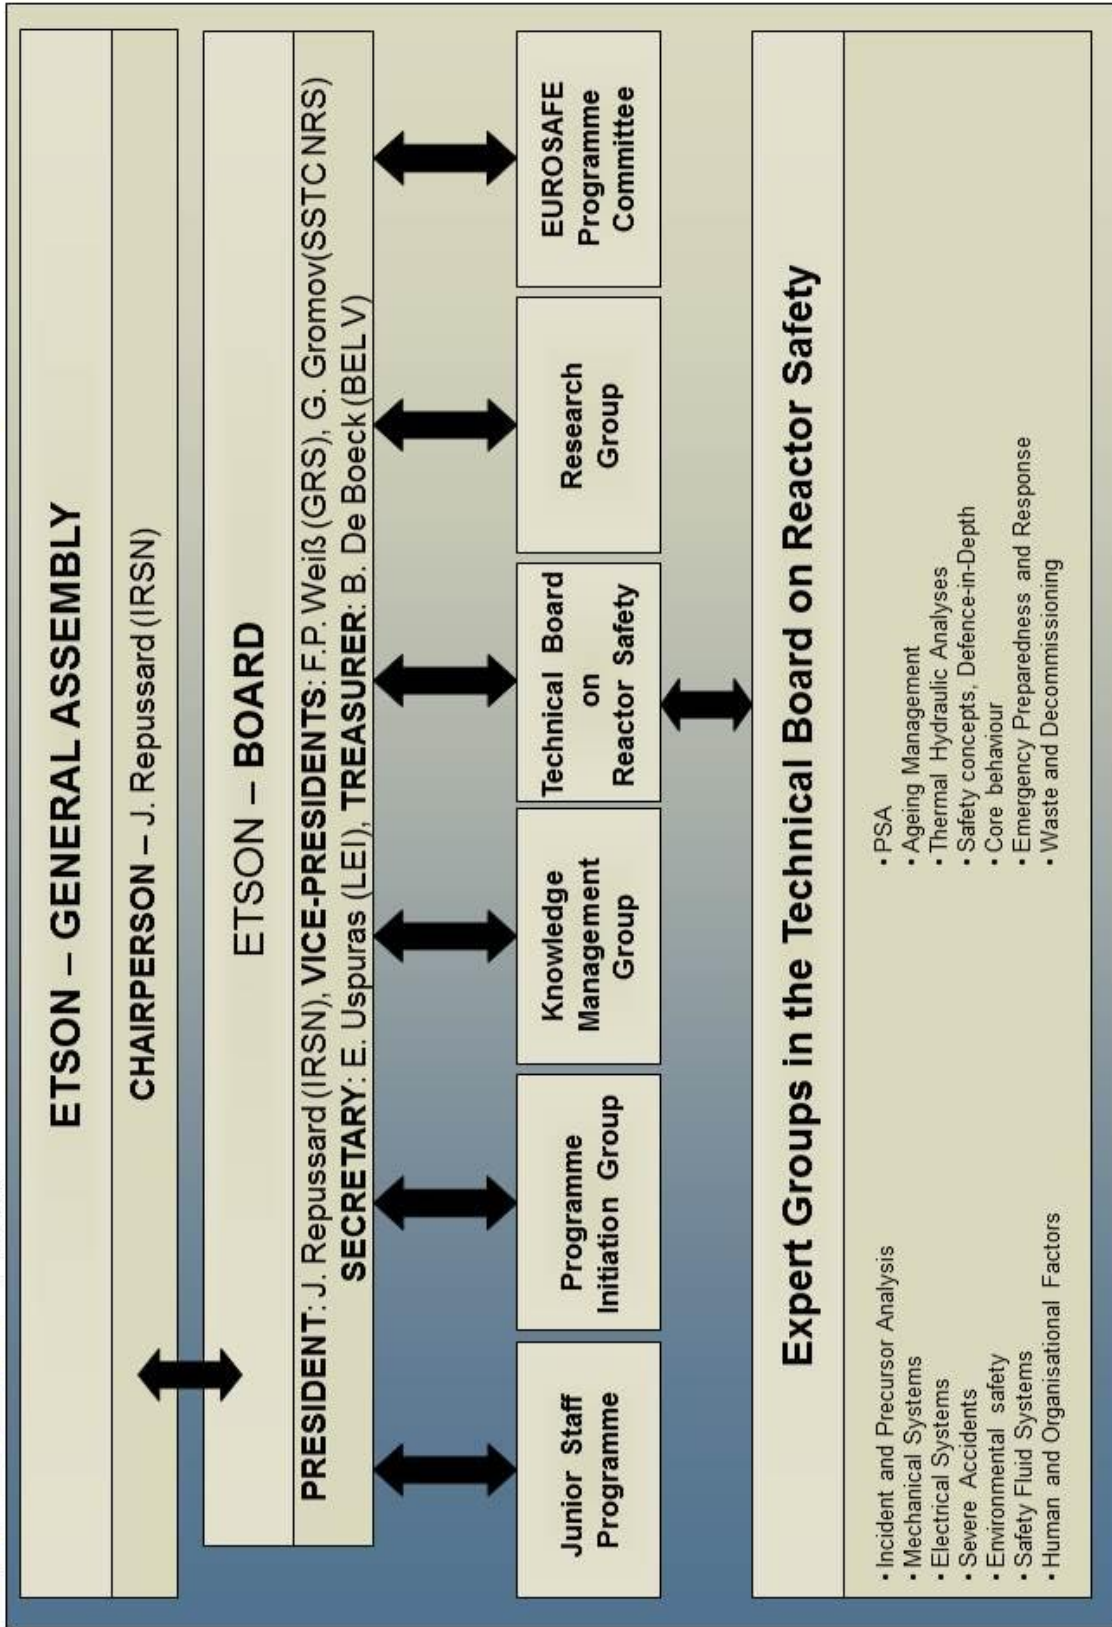 ETSON – GENERAL ASSEMBLY
CHAIRPERSON – J. Repussard (IRSN)
ETSON – BOARD
PRESIDENT: J. Repussard (IRSN), VICE-PRESIDENTS: F.P. Weiß (GRS), G. Gromov(SSTC NRS)
SECRETARY: E. Uspuras (LEI), TREASURER: B. De Boeck (BEL V)
Junior Staff
Programme
Programme
Initiation Group
Knowledge
Management
Group
Technical Board
on
Reactor Safety
Research
Group
EUROSAFE
Programme
Committee
Expert Groups in the Technical Board on Reactor Safety
• Incident and Precursor Analysis
• Mechanical Systems
• Electrical Systems
• Severe Accidents
• Environmental safety
• Safety Fluid Systems
• Human and Organisational Factors
• PSA
• Ageing Management
• Thermal Hydraulic Analyses
• Safety concepts, Defence-in-Depth
• Core behaviour
• Emergency Preparedness and Response
• Waste and Decommissioning